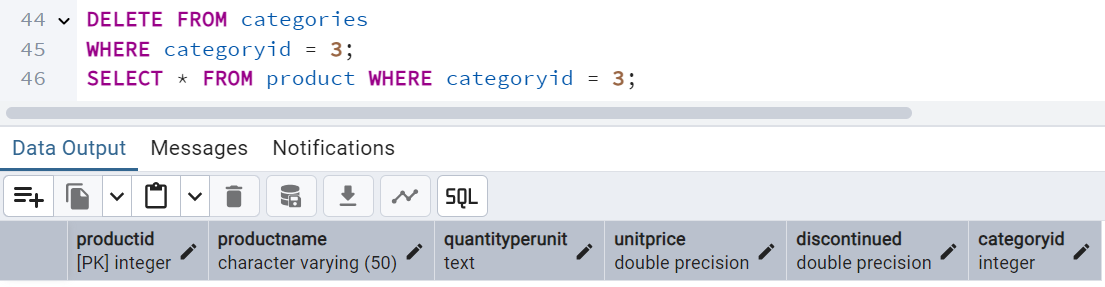 44 DELETE FROM categories
45 WHERE categoryid = 3;
46 SELECT * FROM product WHERE categoryid = 3;
Data Output Messages Notifications
SQL
productid productname quantityperunit unitprice discontinued categoryid
[PK] integer character varying (50) text double precision double precision integer